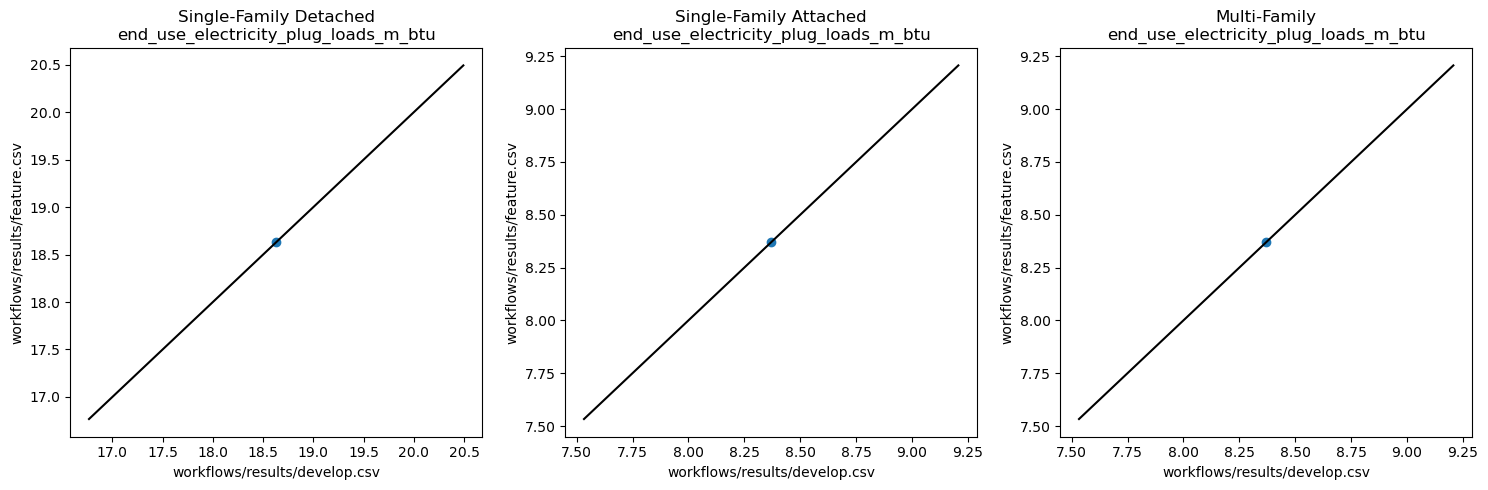 Single-Family Detached
end_use_electricity_plug_loads_m_btu
20.5
20.0
19.5
19.0
18.5
18.0
17.5
17.0
workflows/results/feature.csv
17.0 17.5 18.0 18.5 19.0 19.5 20.0 20.5
workflows/results/develop.csv
Single-Family Attached
end_use_electricity_plug_loads_m_btu
9.25
9.00
8.75
8.50
8.25
8.00
7.75
7.50
workflows/results/feature.csv
7.50 7.75 8.00 8.25 8.50 8.75 9.00 9.25
workflows/results/develop.csv
Multi-Family
end_use_electricity_plug_loads_m_btu
9.25
9.00
8.75
8.50
8.25
8.00
7.75
7.50
workflows/results/feature.csv
7.50 7.75 8.00 8.25 8.50 8.75 9.00 9.25
workflows/results/develop.csv